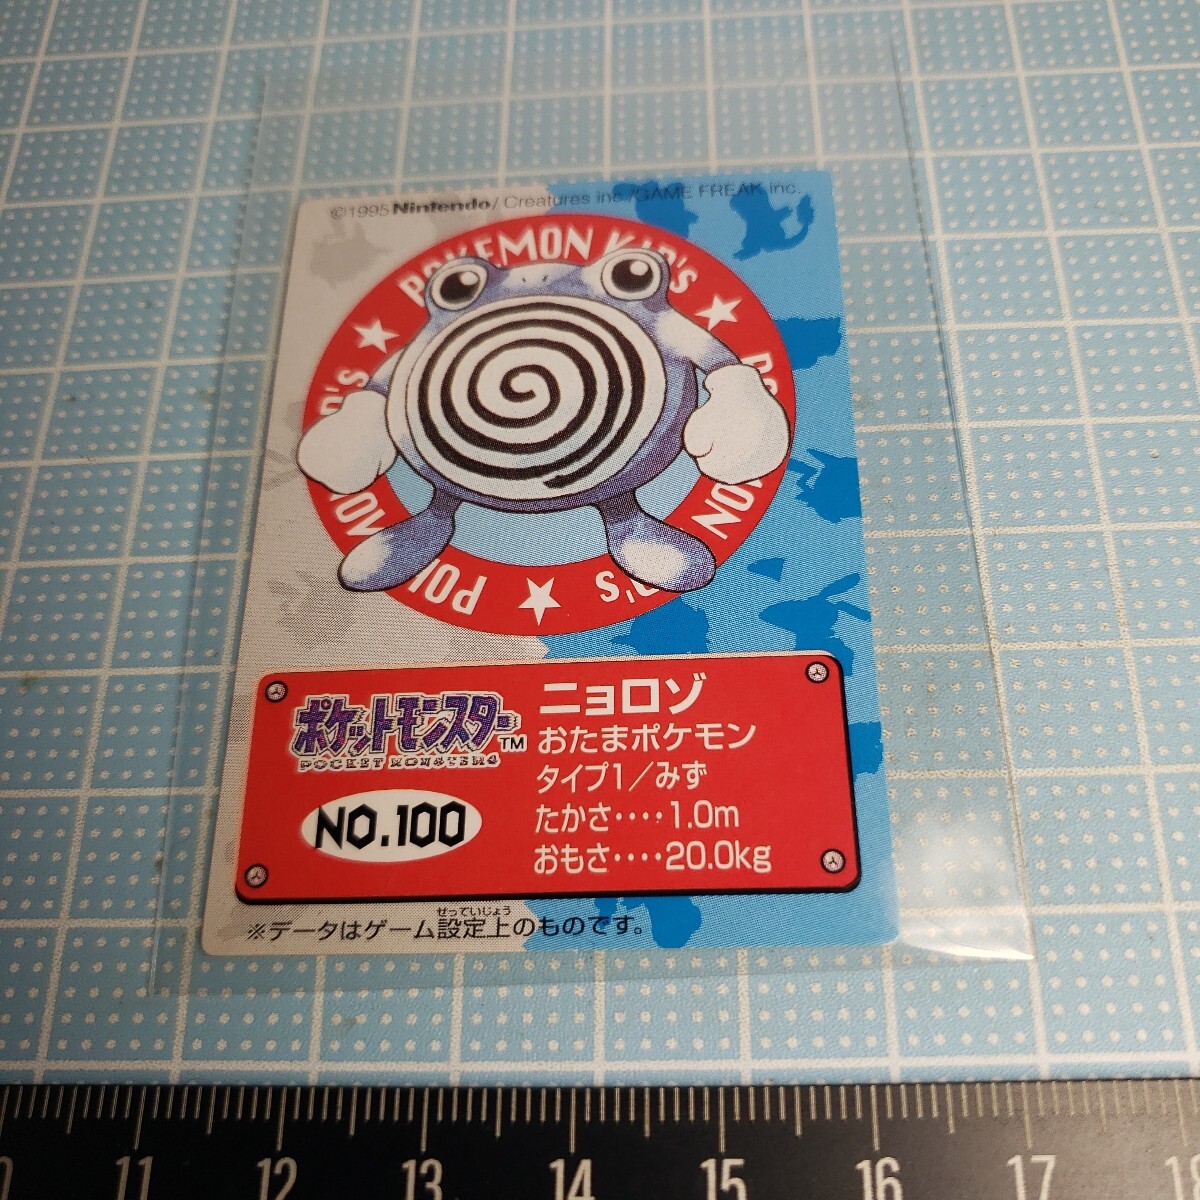 ©1995 Nintendo/Creatures inc./GAME FREAK inc.
POKEMON KID'S
ポケットモンスター™
POCKET MONSTERS
NO.100
ニョロゾ
おたまポケモン
タイプ1/みず
たかさ････1.0m
おもさ････20.0kg
せっていじょう
※データはゲーム設定上のものです。
11 12 13 14 15 16 17